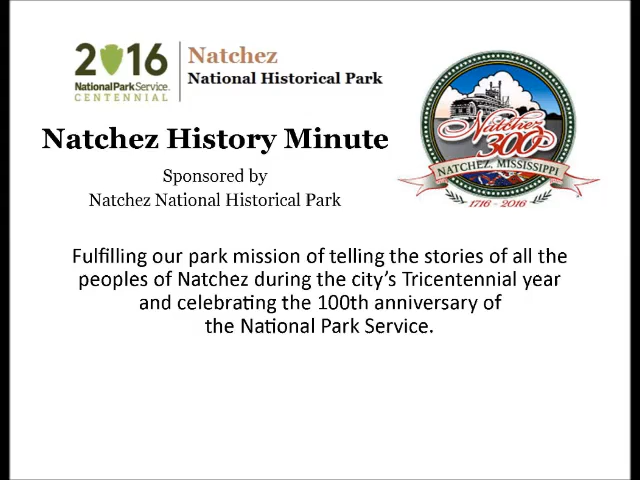 2016
National Park Service.
CENTENNIAL
Natchez
National Historical Park
Natchez
300
NATCHEZ, MISSISSIPPI
1716 - 2016
Natchez History Minute
Sponsored by
Natchez National Historical Park
Fulfilling our park mission of telling the stories of all the
peoples of Natchez during the city's Tricentennial year
and celebrating the 100th anniversary of
the National Park Service.